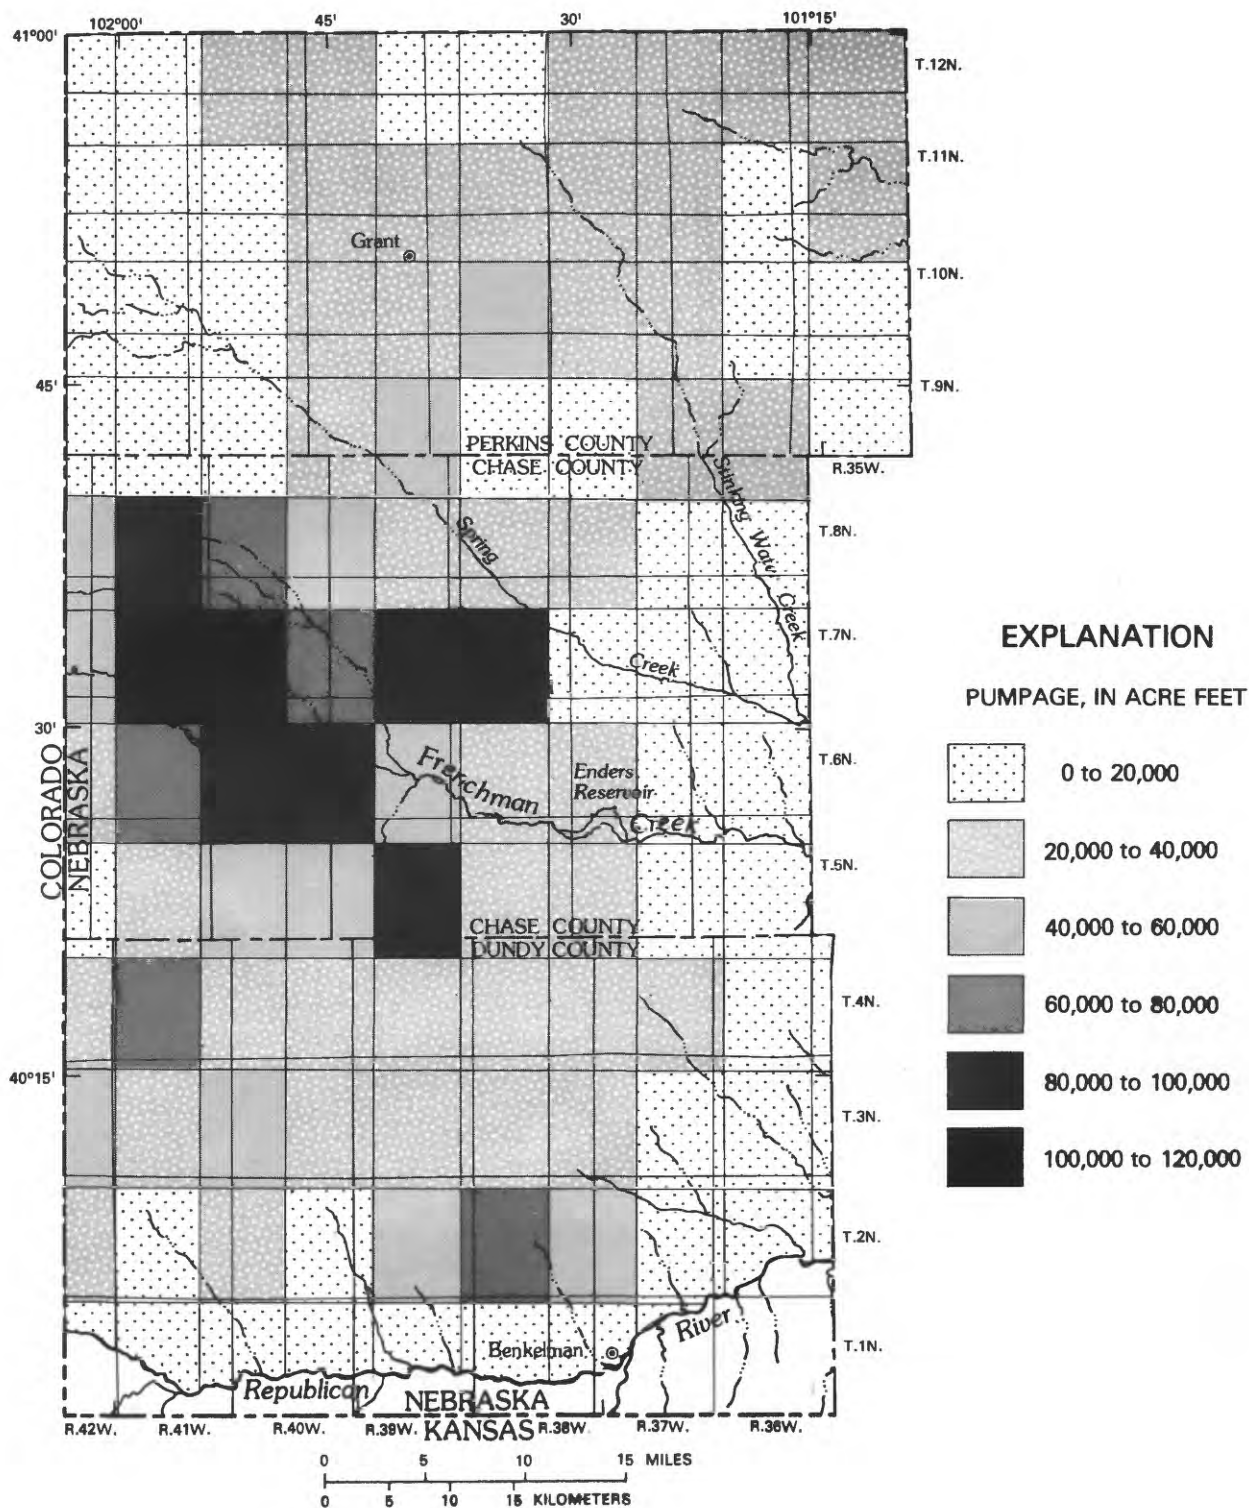 102°00' 45' 30' 101°15'
41°00'
T.12N.
T.11N.
Grant
T.10N.
45'
T.9N.
PERKINS COUNTY
CHASE COUNTY
R.35W.
Stinking Water Creek
Spring Creek
T.8N.
T.7N.
30'
COLORADO
NEBRASKA
Frenchman Creek
Enders
Reservoir
T.6N.
T.5N.
CHASE COUNTY
DUNDY COUNTY
T.4N.
40°15'
T.3N.
T.2N.
Benkelman
River
T.1N.
Republican
NEBRASKA
KANSAS
R.42W. R.41W. R.40W. R.39W. R.38W. R.37W. R.36W.
0 5 10 15 MILES
0 5 10 15 KILOMETERS
EXPLANATION
PUMPAGE, IN ACRE FEET
0 to 20,000
20,000 to 40,000
40,000 to 60,000
60,000 to 80,000
80,000 to 100,000
100,000 to 120,000